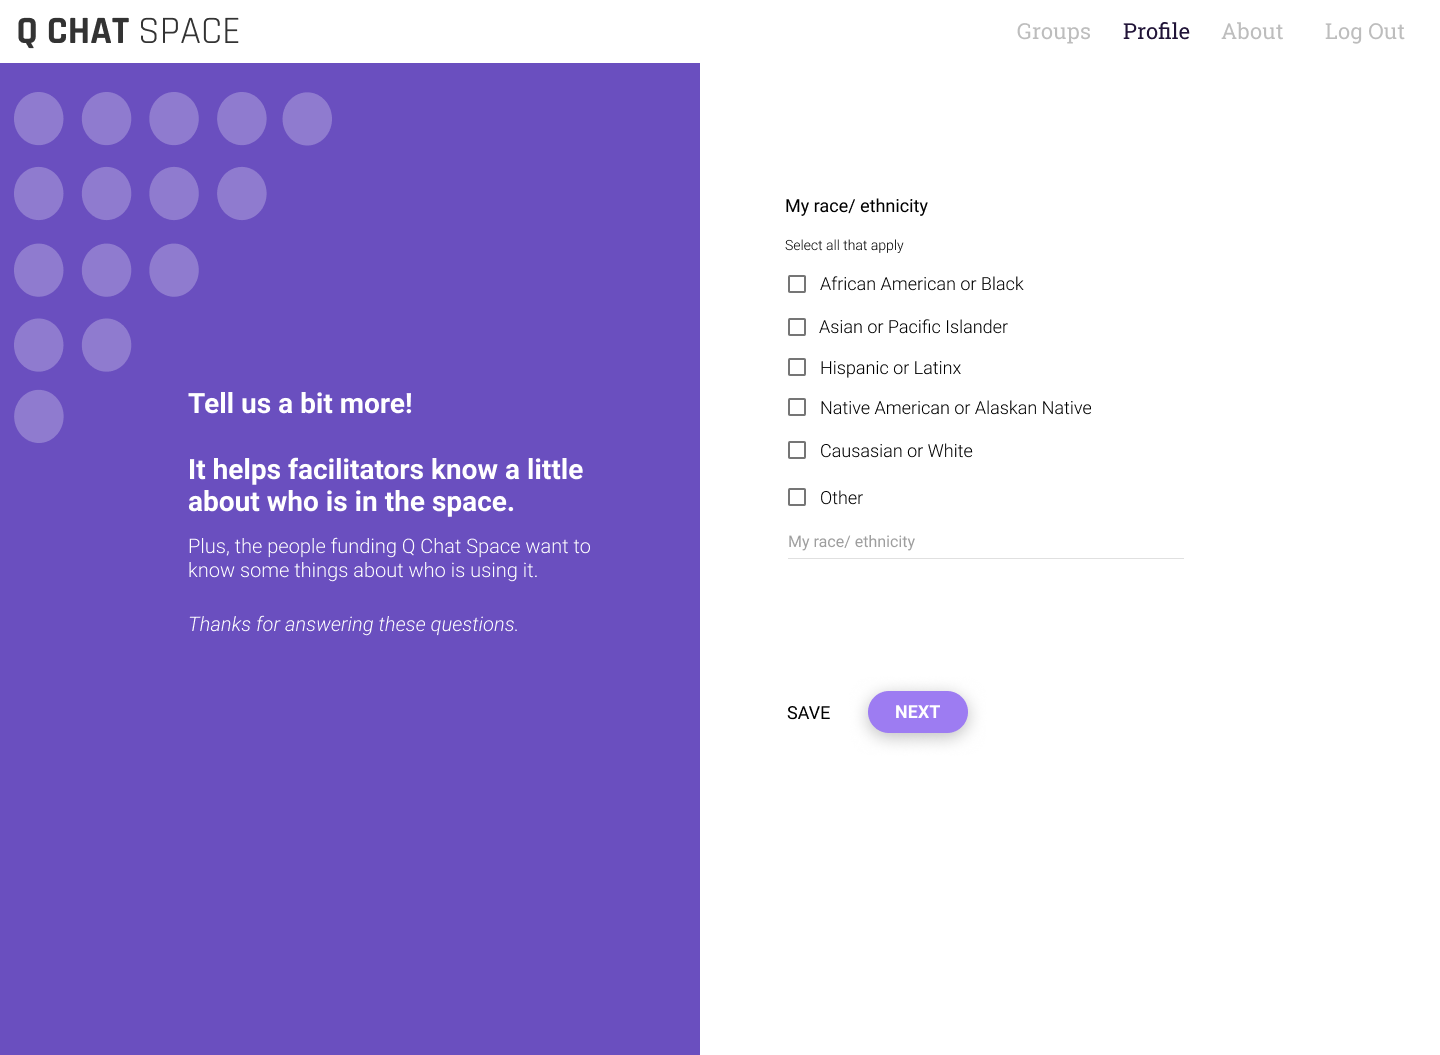 Q CHAT SPACE
Groups Profile About Log Out
Tell us a bit more!
It helps facilitators know a little
about who is in the space.
Plus, the people funding Q Chat Space want to
know some things about who is using it.
Thanks for answering these questions.
My race/ ethnicity
Select all that apply
African American or Black
Asian or Pacific Islander
Hispanic or Latinx
Native American or Alaskan Native
Causasian or White
Other
My race/ ethnicity
SAVE NEXT